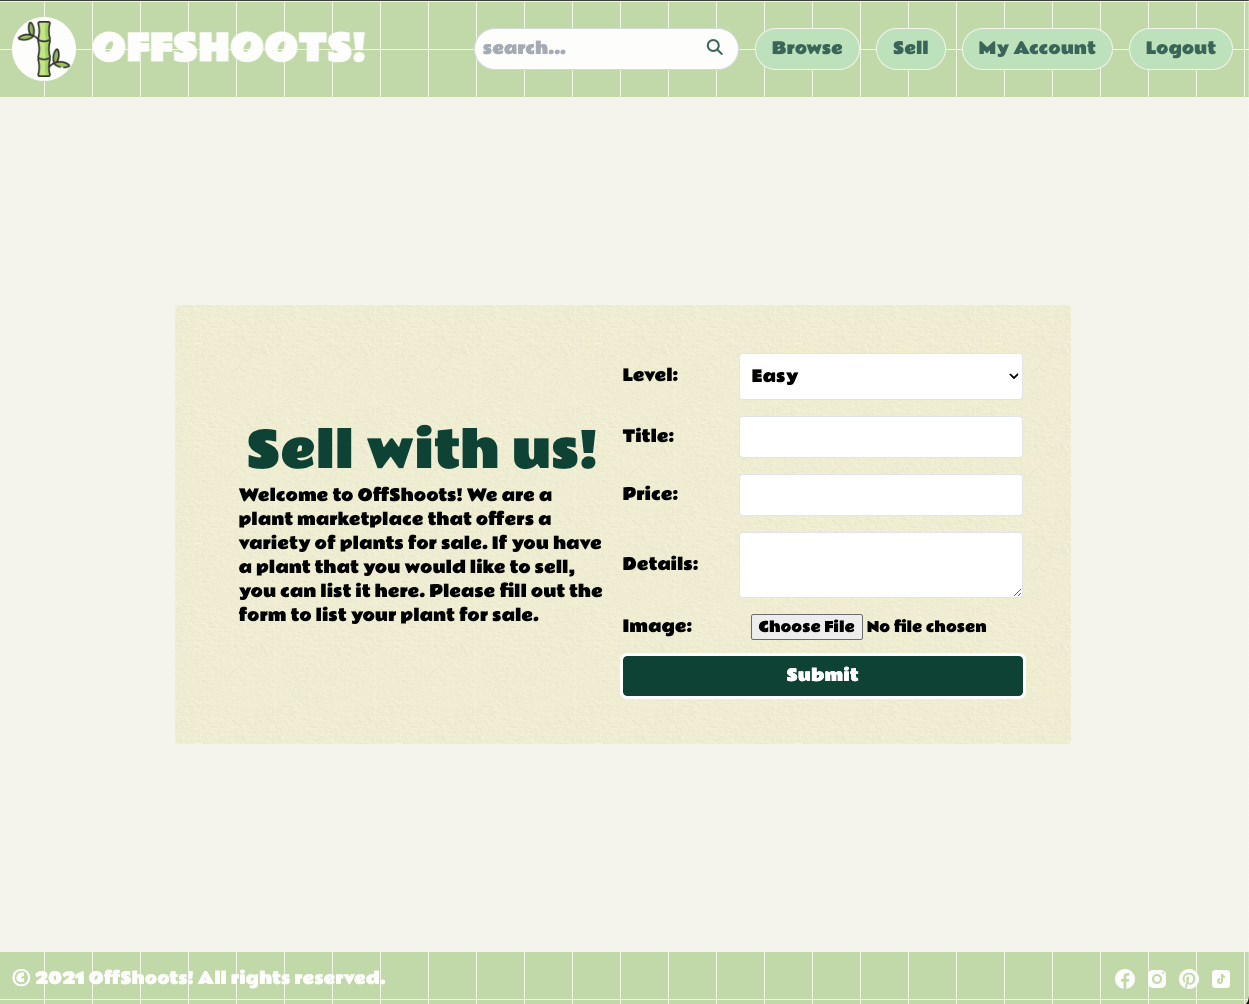 OFFSHOOTS!
search...
Browse
Sell
My Account
Logout
Sell with us!
Welcome to OffShoots! We are a
plant marketplace that offers a
variety of plants for sale. If you have
a plant that you would like to sell,
you can list it here. Please fill out the
form to list your plant for sale.
Level:
Easy
Title:
Price:
Details:
Image:
Choose File No file chosen
Submit
© 2021 OffShoots! All rights reserved.